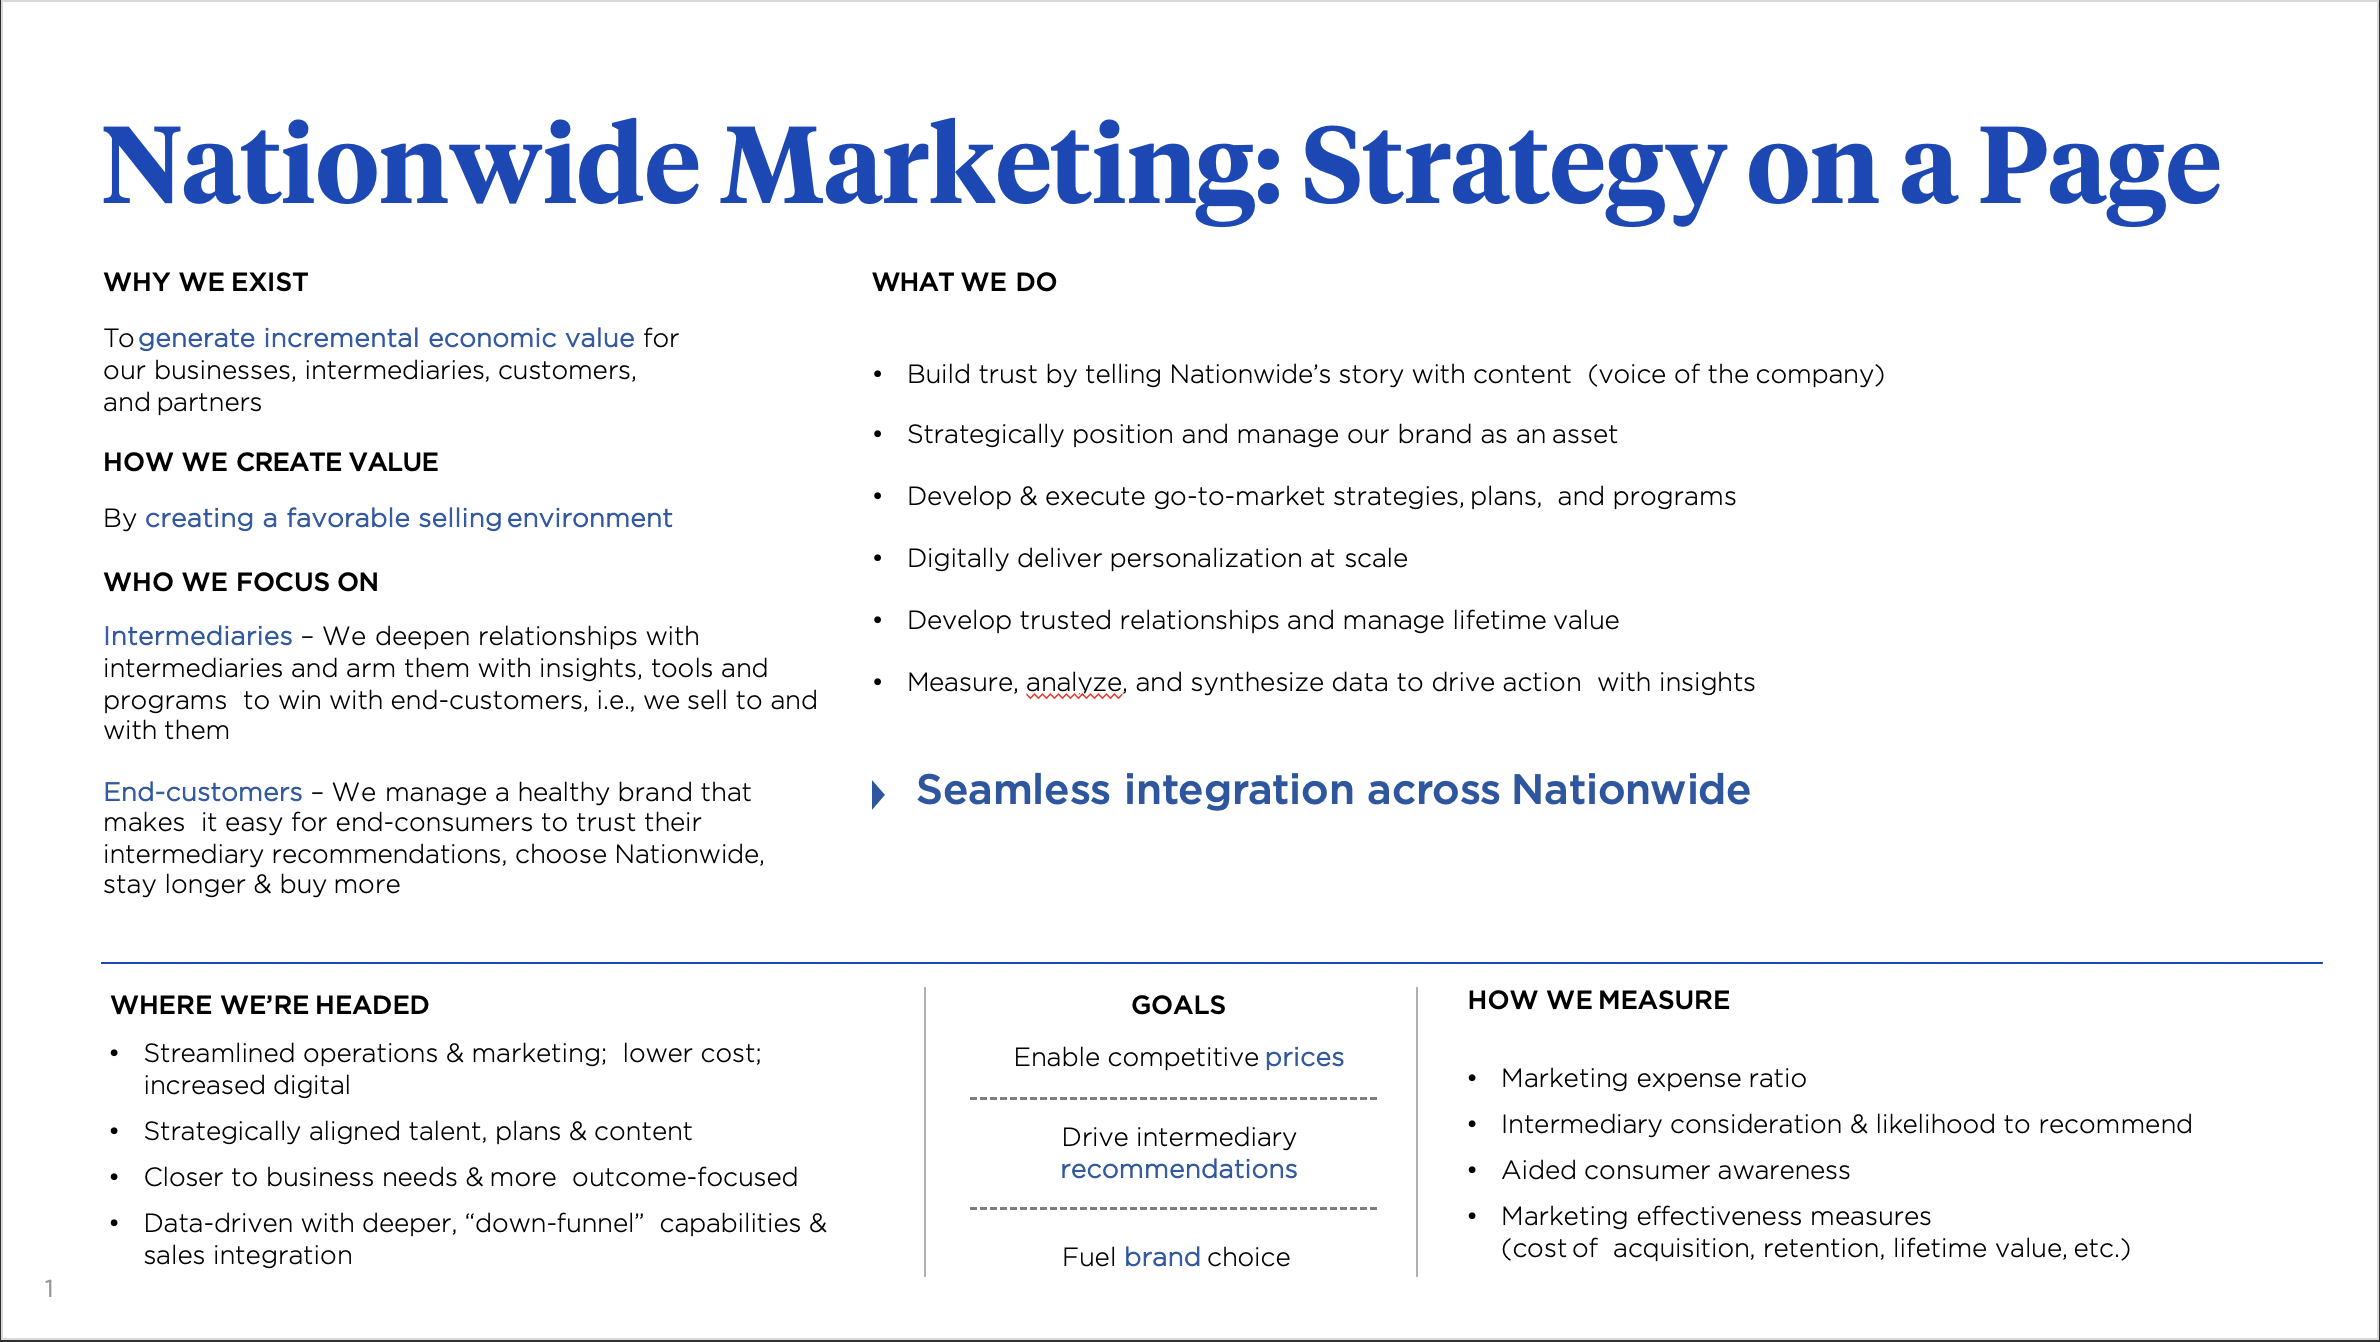 Nationwide Marketing: Strategy on a Page
WHY WE EXIST
To generate incremental economic value for
our businesses, intermediaries, customers,
and partners
HOW WE CREATE VALUE
By creating a favorable selling environment
WHO WE FOCUS ON
Intermediaries – We deepen relationships with
intermediaries and arm them with insights, tools and
programs to win with end-customers, i.e., we sell to and
with them
End-customers – We manage a healthy brand that
makes it easy for end-consumers to trust their
intermediary recommendations, choose Nationwide,
stay longer & buy more
WHAT WE DO
• Build trust by telling Nationwide’s story with content (voice of the company)
• Strategically position and manage our brand as an asset
• Develop & execute go-to-market strategies, plans, and programs
• Digitally deliver personalization at scale
• Develop trusted relationships and manage lifetime value
• Measure, analyze, and synthesize data to drive action with insights
Seamless integration across Nationwide
WHERE WE’RE HEADED
• Streamlined operations & marketing; lower cost;
increased digital
• Strategically aligned talent, plans & content
• Closer to business needs & more outcome-focused
• Data-driven with deeper, “down-funnel” capabilities &
sales integration
GOALS
Enable competitive prices
Drive intermediary
recommendations
Fuel brand choice
HOW WE MEASURE
• Marketing expense ratio
• Intermediary consideration & likelihood to recommend
• Aided consumer awareness
• Marketing effectiveness measures
(cost of acquisition, retention, lifetime value, etc.)
1